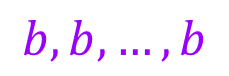 b, b, ..., b